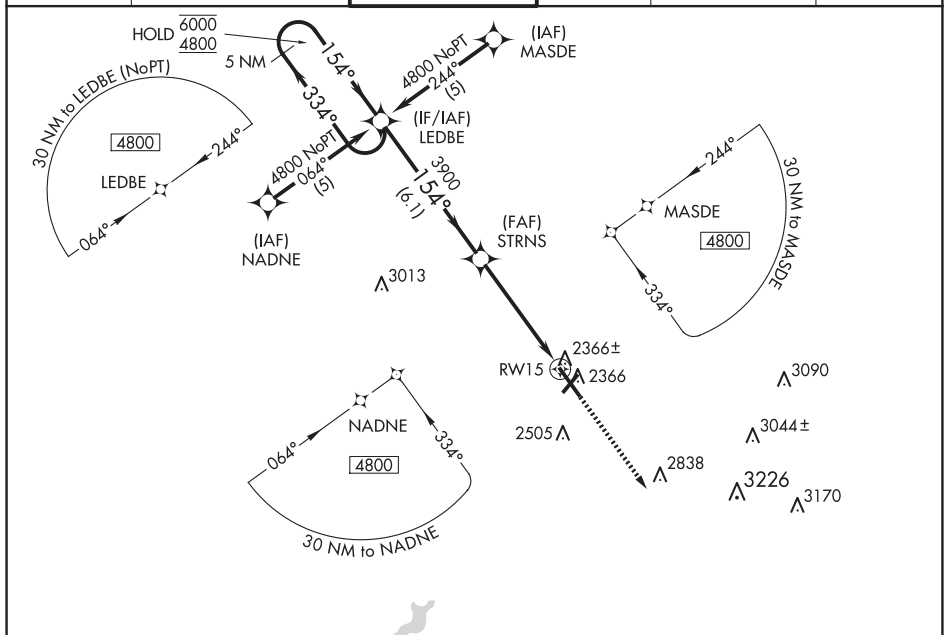 HOLD 6000
4800
5 NM
154°
334°
(IAF)
MASDE
4800 NoPT
244°
(5)
(IF/IAF)
LEDBE
30 NM to LEDBE (NoPT)
4800
244°
LEDBE
064°
4800 NoPT
064°
(5)
(IAF)
NADNE
3900
154°
(6.1)
(FAF)
STRNS
244°
MASDE
4800
334°
30 NM to MASDE
3013
2366±
RW15
2366
3090
2505
3044±
2838
3226
3170
NADNE
064°
4800
334°
30 NM to NADNE